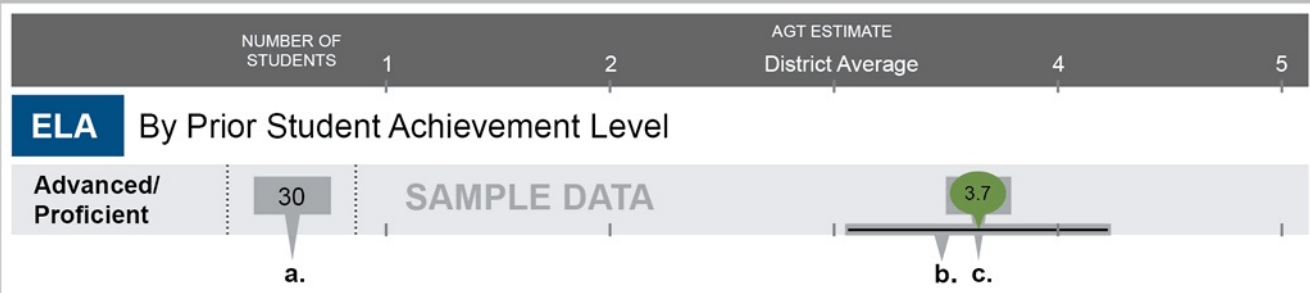 NUMBER OF
STUDENTS
AGT ESTIMATE
1
2
District Average
4
5
ELA By Prior Student Achievement Level
Advanced/
Proficient
30
SAMPLE DATA
3.7
a.
b. c.